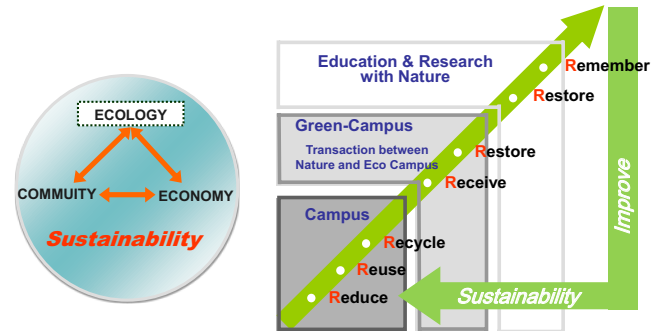 ECOLOGY
COMMUITY
ECONOMY
Sustainability
Education & Research
with Nature
Remember
Restore
Green-Campus
Transaction between
Nature and Eco Campus
Restore
Receive
Campus
Recycle
Reuse
Reduce
Sustainability
Improve